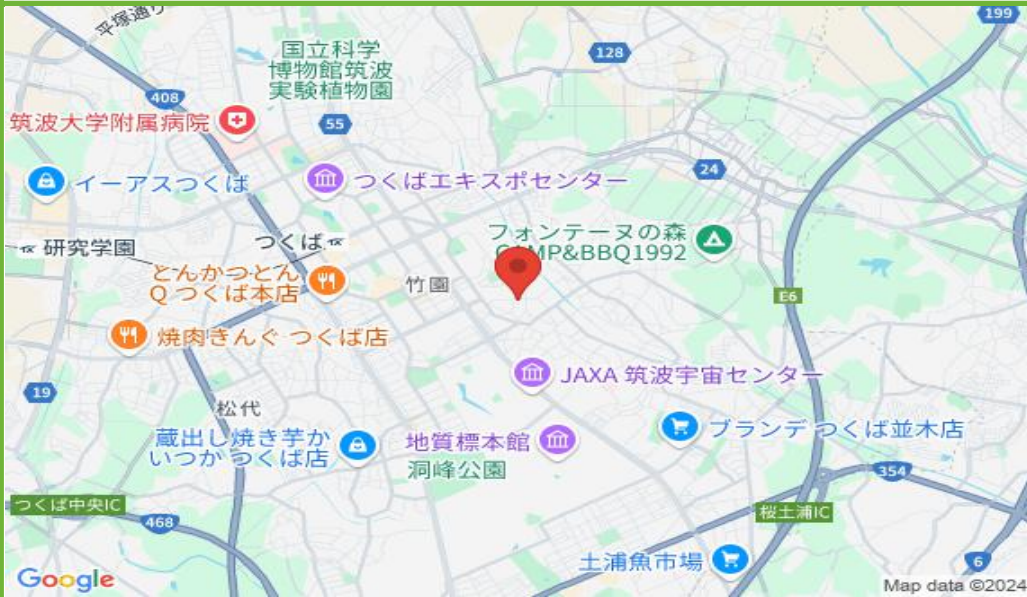 平塚通り
199
国立科学
博物館筑波
実験植物園
128
408
筑波大学附属病院
55
24
イーアスつくば
つくばエキスポセンター
研究学園
つくば
フォンテーヌの森
MP&BBQ1992
とんかつとん
Q つくば本店
竹園
E6
焼肉きんぐ つくば店
JAXA 筑波宇宙センター
19
松代
蔵出し焼き芋か
いつか つくば店
地質標本館
洞峰公園
ブランデ つくば並木店
354
つくば中央IC
468
桜土浦IC
土浦魚市場
6
Google
Map data ©2024